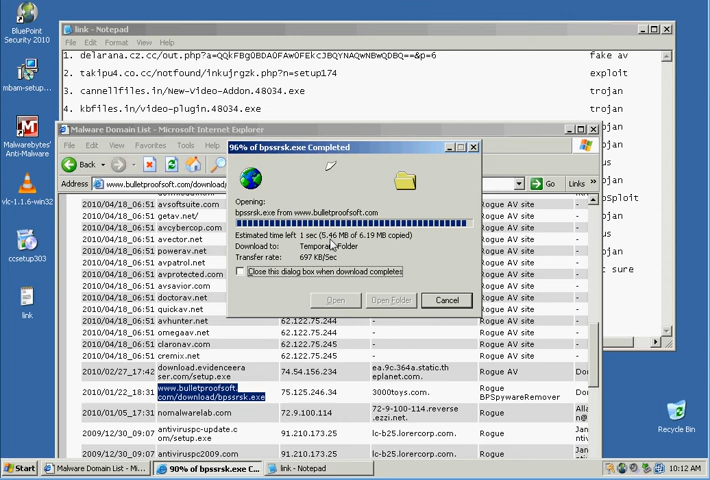 BluePoint
Security 2010
mbam-setup...
Malwarebytes'
Anti-Malware
vlc-1.1.6-win32
ccsetup303
link
link - Notepad
File Edit Format View Help
1. delarana.cz.cc/out.php?a=QQkFBg0BDA0FAw0FEkcJBQYNAQwNBwQDBQ==&p=6 fake av
2. takipu4.co.cc/notfound/inkujrgzk.php?n=setup174 exploit
3. cannellfiles.in/New-Video-Addon.48034.exe trojan
4. kbfiles.in/video-plugin.48034.exe trojan
Malware Domain List - Microsoft Internet Explorer
File Edit View Favorites Tools Help
Back
Address www.bulletproofsoft.com/download/ Go Links »
96% of bpssrsk.exe Completed
Opening:
bpssrsk.exe from www.bulletproofsoft.com
Estimated time left 1 sec (5.46 MB of 6.19 MB copied)
Download to: Temporary Folder
Transfer rate: 697 KB/Sec
Close this dialog box when download completes
Open Open Folder Cancel
2010/04/18_06:51 avsoftsuite.com Rogue AV site
2010/04/18_06:51 getav.net/ Rogue AV site
2010/04/18_06:51 avcybercop.com Rogue AV site
2010/04/18_06:51 avector.net Rogue AV site
2010/04/18_06:51 avpatrol.net Rogue AV site
2010/04/18_06:51 avprotected.com Rogue AV site
2010/04/18_06:51 avsavior.com Rogue AV site
2010/04/18_06:51 doctorav.net Rogue AV site
2010/04/18_06:51 quickav.net Rogue AV site
2010/04/18_06:51 avhunter.net 62.122.75.244 - Rogue AV site
2010/04/18_06:51 omegaav.net 62.122.75.245 - Rogue AV site
2010/04/18_06:51 claronav.com 62.122.75.245 - Rogue AV site
2010/04/18_06:51 cremix.net 62.122.75.245 - Rogue AV site
2010/02/27_17:42 download.evidenceera
ser.com/setup.exe 74.54.156.234 ea.9c.364a.static.th
eplanet.com. Rogue AV
2010/01/22_18:31 www.bulletproofsoft.
com/download/bpssrsk.exe 75.125.246.34 3000toys.com. Rogue
BPSpywareRemover
2010/01/05_17:31 nomalwarelab.com 72.9.100.114 72-9-100-114.reverse
.ezzi.net. Rogue
2009/12/30_09:07 antiviruspc-update.c
om/setup.exe 91.210.173.25 lc-b25.lorercorp.com. Rogue
2009/12/30_09:07 antiviruspc2009.com 91.210.173.25 lc-b25.lorercorp.com. Rogue
Recycle Bin
Start Malware Domain List - Mi... 90% of bpssrsk.exe C... link - Notepad 10:12 AM